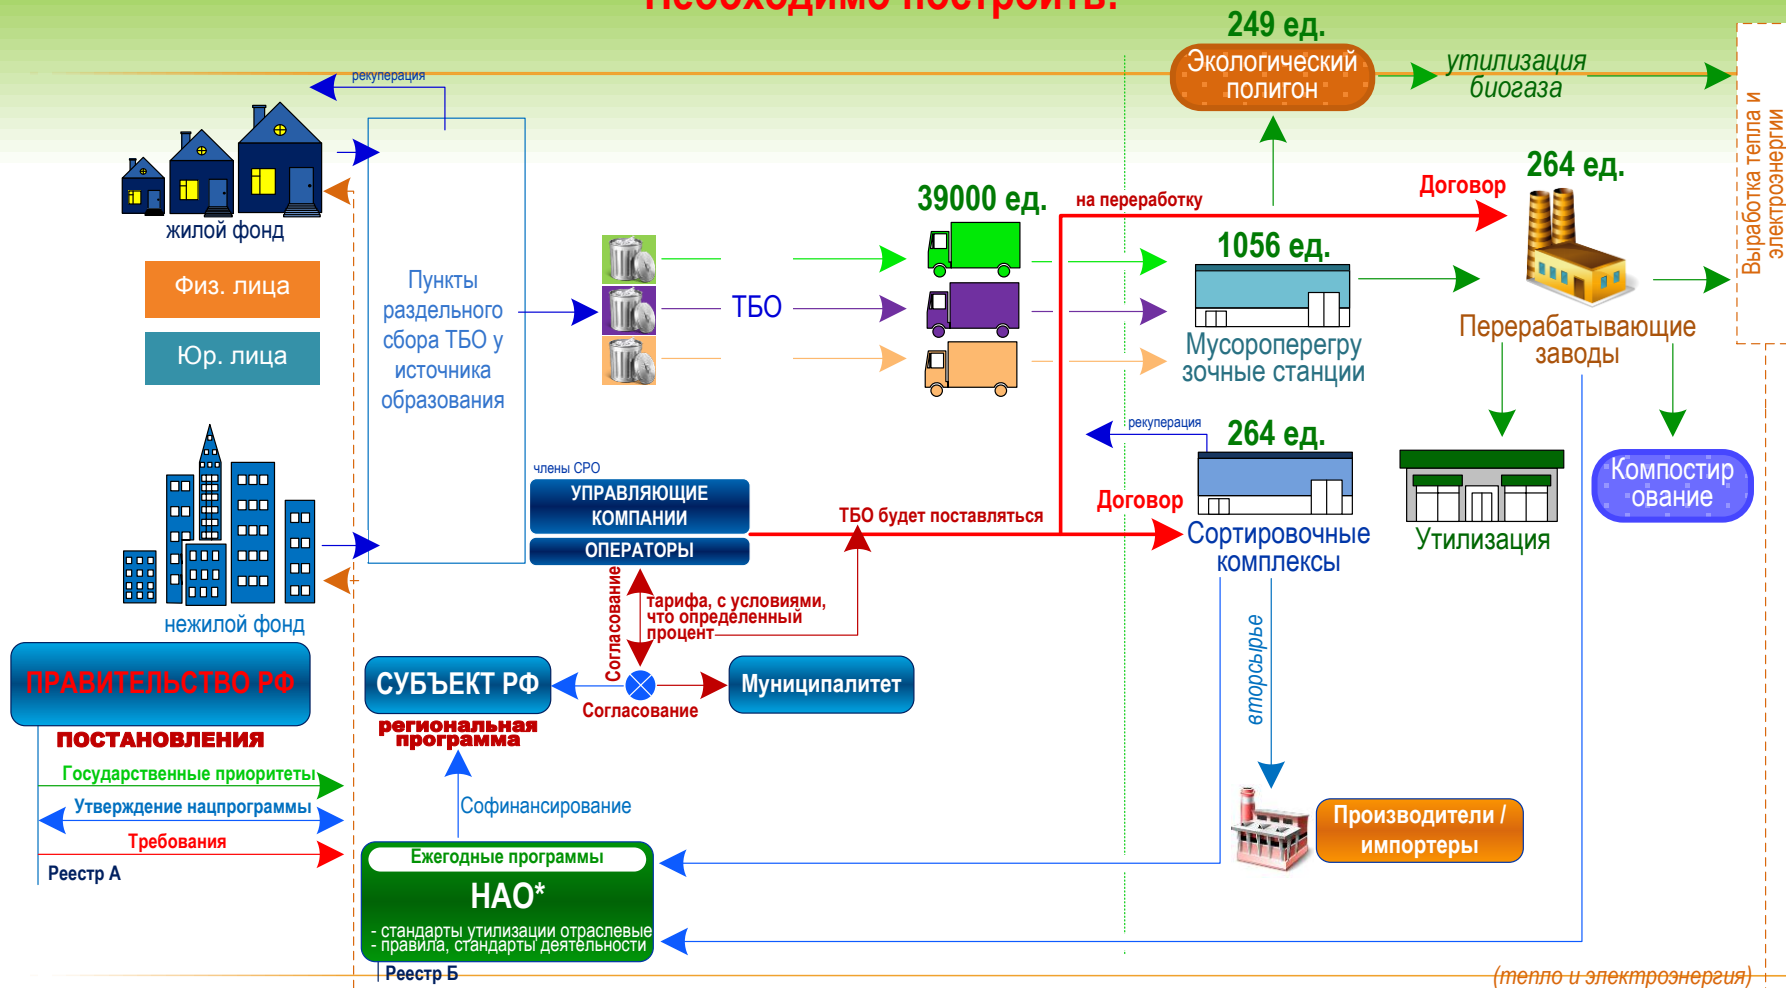 Необходимо построить:
249 ед.
Экологический
полигон
утилизация
биогаза
Выработка тепла и
электроэнергии
рекуперация
жилой фонд
Физ. лица
Юр. лица
нежилой фонд
Пункты
раздельного
сбора ТБО у
источника
образования
ТБО
39000 ед.
на переработку
Договор
264 ед.
1056 ед.
Мусороперегру
зочные станции
Перерабатывающие
заводы
рекуперация
264 ед.
Договор
Сортировочные
комплексы
Утилизация
Компостир
ование
члены СРО
УПРАВЛЯЮЩИЕ
КОМПАНИИ
ОПЕРАТОРЫ
ТБО будет поставляться
Согласование
тарифа, с условиями,
что определенный
процент
ПРАВИТЕЛЬСТВО РФ
ПОСТАНОВЛЕНИЯ
СУБЪЕКТ РФ
региональная
программа
Согласование
Муниципалитет
вторсырье
Государственные приоритеты
Утверждение нацпрограммы
Требования
Реестр А
Софинансирование
Производители /
импортеры
Ежегодные программы
НАО*
- стандарты утилизации отраслевые
- правила, стандарты деятельности
Реестр Б
(тепло и электроэнергия)